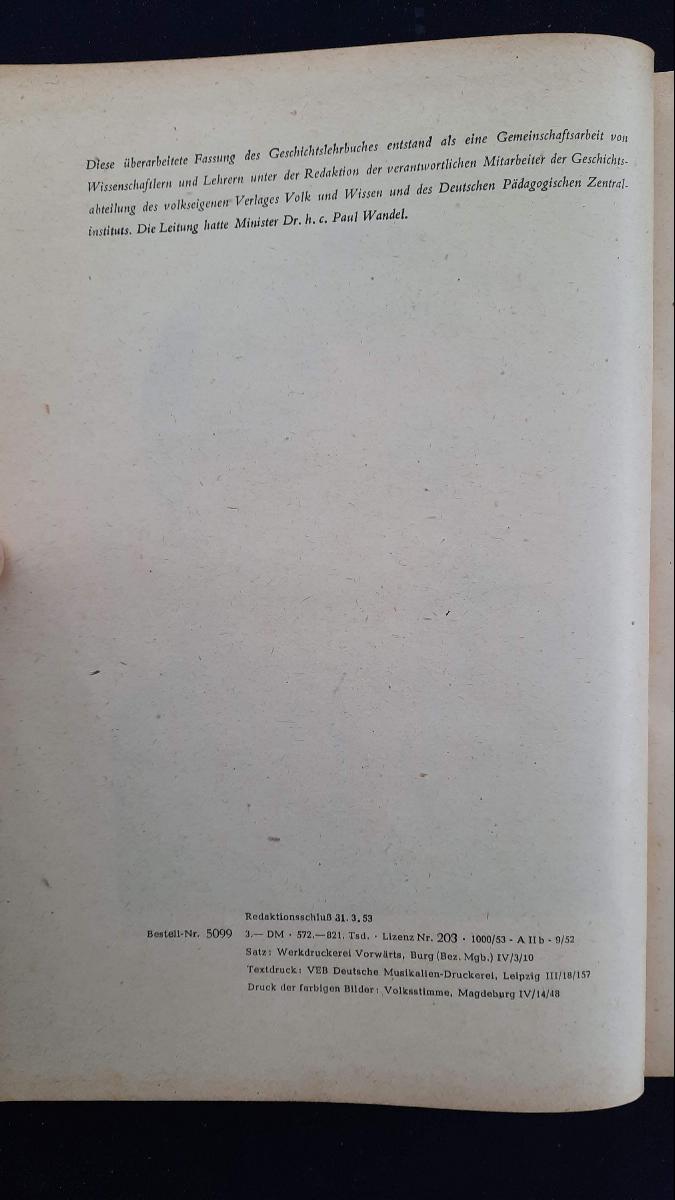 Diese überarbeitete Fassung des Geschichtslehrbuches entstand als eine Gemeinschaftsarbeit von
Wissenschaftlern und Lehrern unter der Redaktion der verantwortlichen Mitarbeiter der Geschichts-
abteilung des volkseigenen Verlages Volk und Wissen und des Deutschen Pädagogischen Zentral-
instituts. Die Leitung hatte Minister Dr. h. c. Paul Wandel.
Redaktionsschluß 31. 3. 53
Bestell-Nr. 5099 3.— DM · 572.—821. Tsd. · Lizenz Nr. 203 · 1000/53 - A II b - 9/52
Satz: Werkdruckerei Vorwärts, Burg (Bez. Mgb.) IV/3/10
Textdruck: VEB Deutsche Musikalien-Druckerei, Leipzig III/18/157
Druck der farbigen Bilder: Volksstimme, Magdeburg IV/14/48